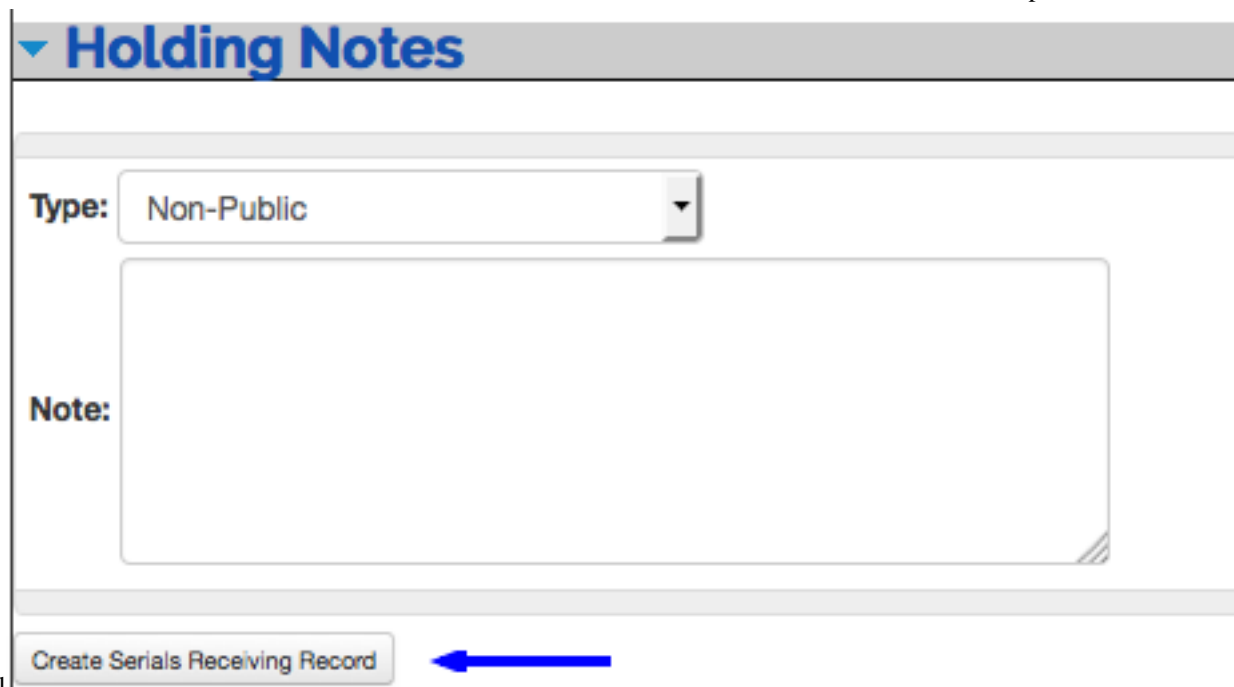 Holding Notes
Type: Non-Public
Note:
Create Serials Receiving Record